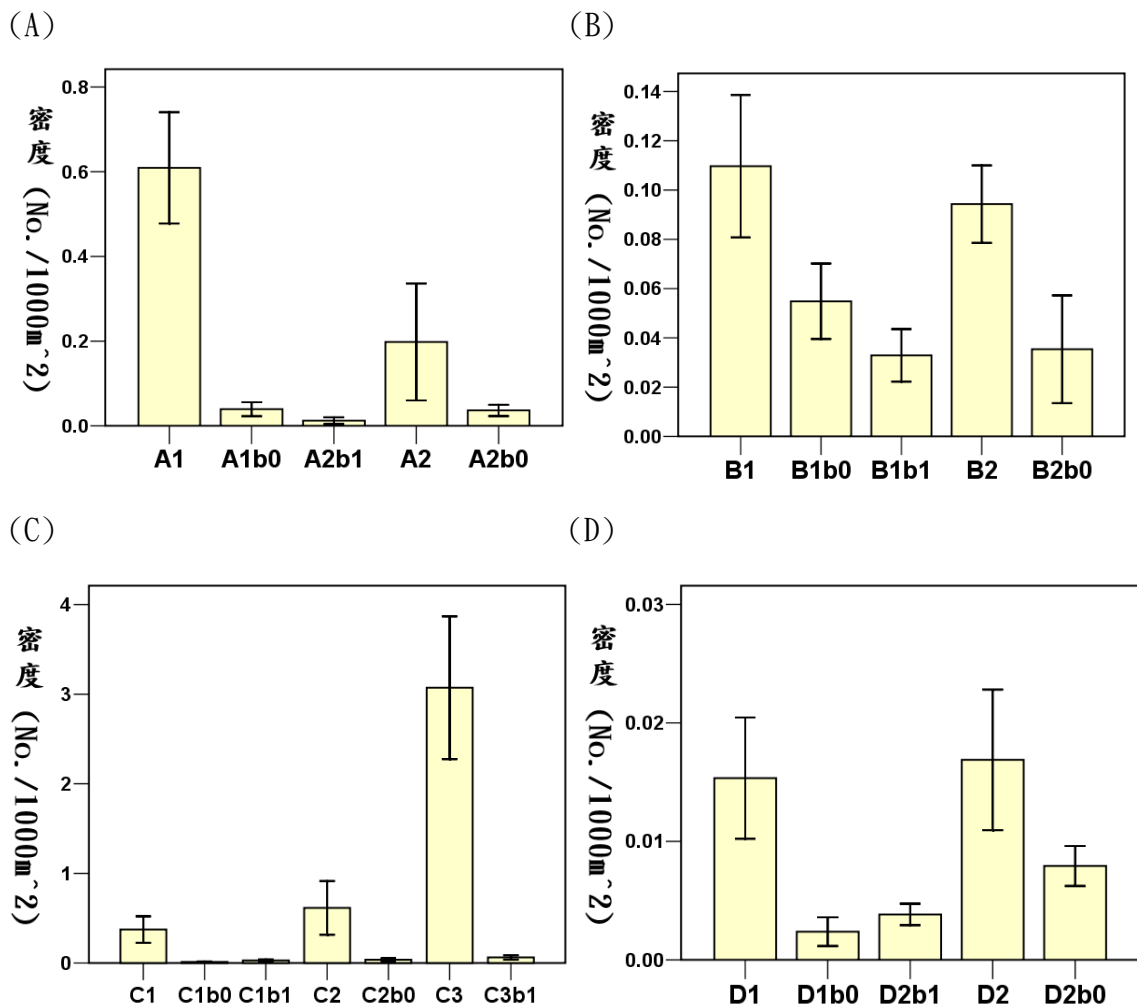 (A)
密度 (No./1000m^2)
0.8
0.6
0.4
0.2
0.0
A1 A1b0 A2b1 A2 A2b0
(B)
密度 (No./1000m^2)
0.14
0.12
0.10
0.08
0.06
0.04
0.02
0.00
B1 B1b0 B1b1 B2 B2b0
(C)
密度 (No./1000m^2)
4
3
2
1
0
C1 C1b0 C1b1 C2 C2b0 C3 C3b1
(D)
密度 (No./1000m^2)
0.03
0.02
0.01
0.00
D1 D1b0 D2b1 D2 D2b0